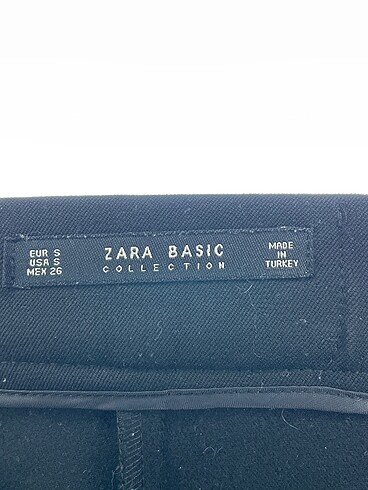 EUR S
USA S
MEX 26
ZARA BASIC
COLLECTION
MADE
IN
TURKEY